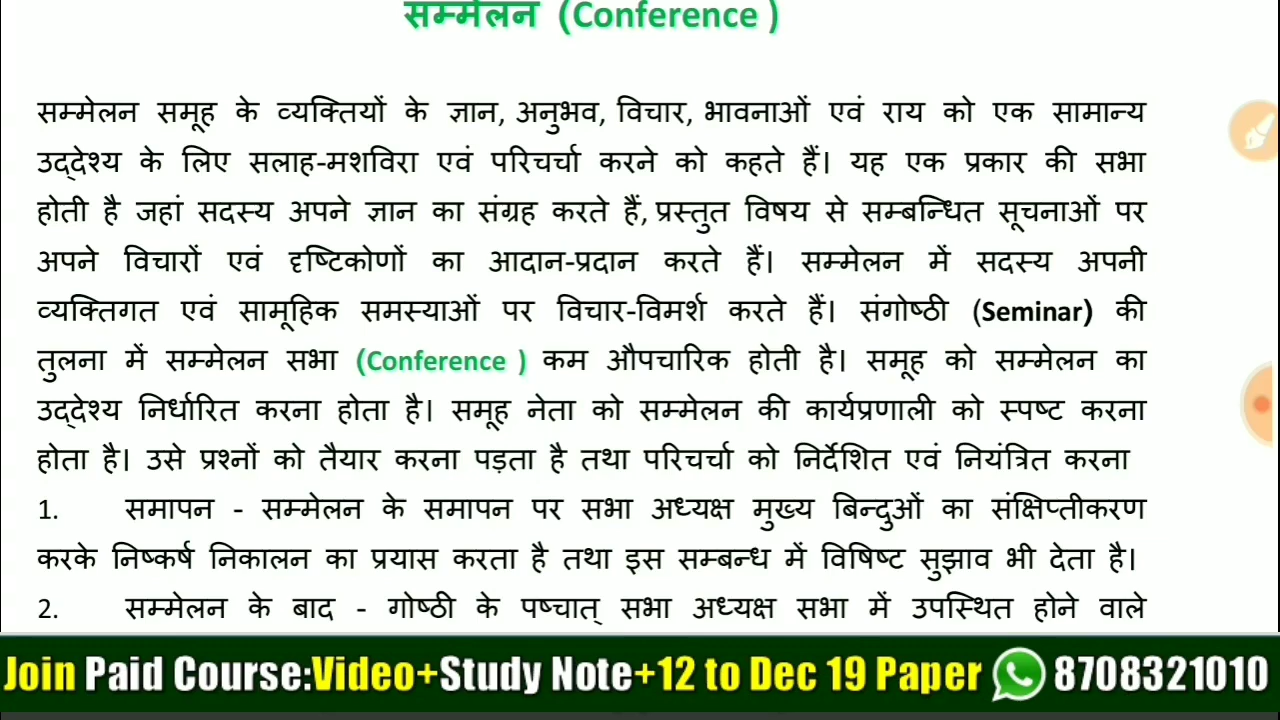 सम्मेलन (Conference )
सम्मेलन समूह के व्यक्तियों के ज्ञान, अनुभव, विचार, भावनाओं एवं राय को एक सामान्य
उद्देश्य के लिए सलाह-मशविरा एवं परिचर्चा करने को कहते हैं। यह एक प्रकार की सभा
होती है जहां सदस्य अपने ज्ञान का संग्रह करते हैं, प्रस्तुत विषय से सम्बन्धित सूचनाओं पर
अपने विचारों एवं दृष्टिकोणों का आदान-प्रदान करते हैं। सम्मेलन में सदस्य अपनी
व्यक्तिगत एवं सामूहिक समस्याओं पर विचार-विमर्श करते हैं। संगोष्ठी (Seminar) की
तुलना में सम्मेलन सभा (Conference ) कम औपचारिक होती है। समूह को सम्मेलन का
उद्देश्य निर्धारित करना होता है। समूह नेता को सम्मेलन की कार्यप्रणाली को स्पष्ट करना
होता है। उसे प्रश्नों को तैयार करना पड़ता है तथा परिचर्चा को निर्देशित एवं नियंत्रित करना
1. समापन - सम्मेलन के समापन पर सभा अध्यक्ष मुख्य बिन्दुओं का संक्षिप्तीकरण
करके निष्कर्ष निकालन का प्रयास करता है तथा इस सम्बन्ध में विषिष्ट सुझाव भी देता है।
2. सम्मेलन के बाद - गोष्ठी के पष्चात् सभा अध्यक्ष सभा में उपस्थित होने वाले
Join Paid Course:Video+Study Note+12 to Dec 19 Paper 8708321010